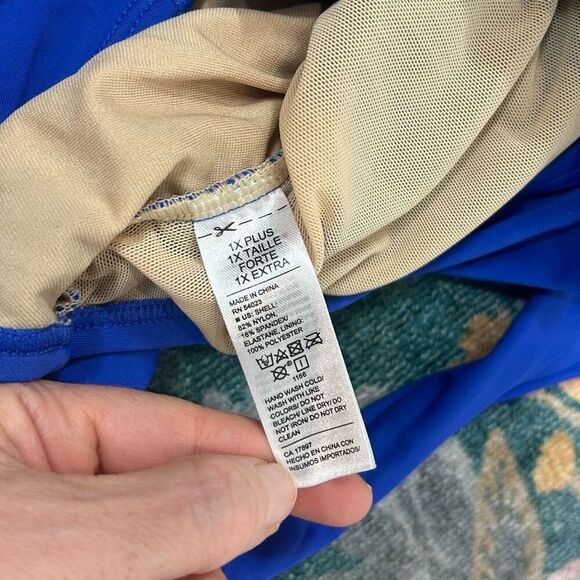 1X PLUS
1X TAILLE
FORTE
1X EXTRA
MADE IN CHINA
RN 54023
■ US: SHELL:
82% NYLON,
18% SPANDEX/
ELASTANE, LINING:
100% POLYESTER
1166
HAND WASH COLD/
WASH WITH LIKE
COLORS/ DO NOT
BLEACH/ LINE DRY/ DO
NOT IRON/ DO NOT DRY
CLEAN
CA 17897
HECHO EN CHINA CON
INSUMOS IMPORTADOS